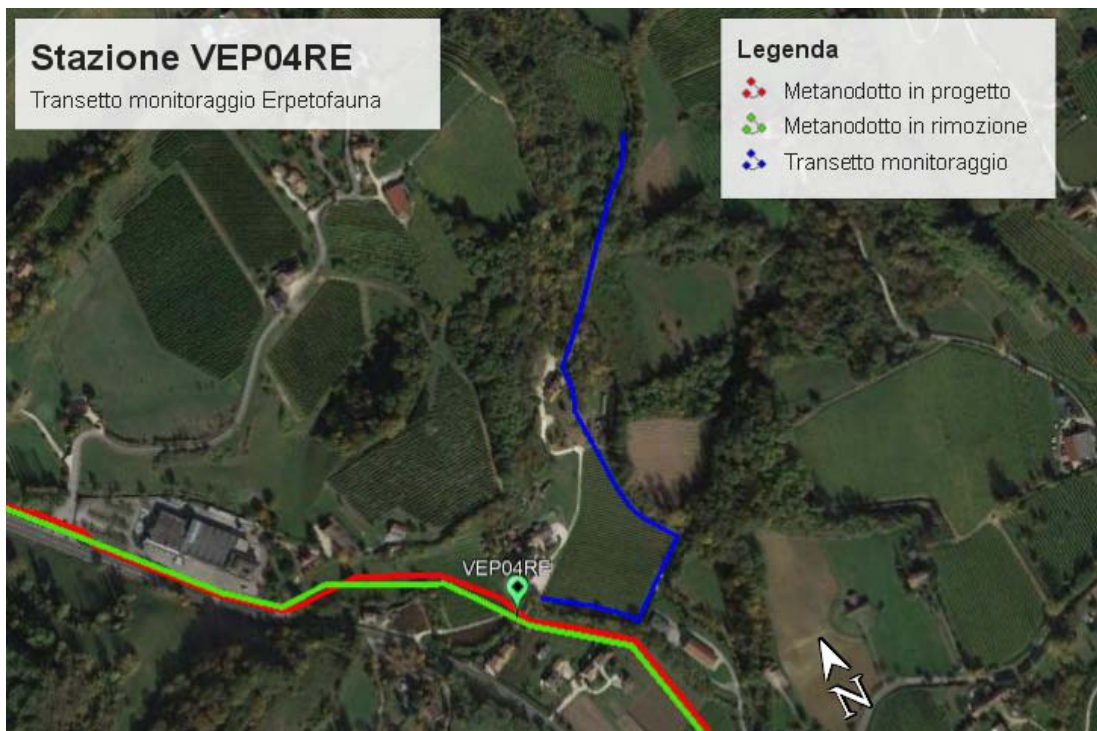 Stazione VEP04RE
Transetto monitoraggio Erpetofauna
Legenda
Metanodotto in progetto
Metanodotto in rimozione
Transetto monitoraggio
VEP04RE
N